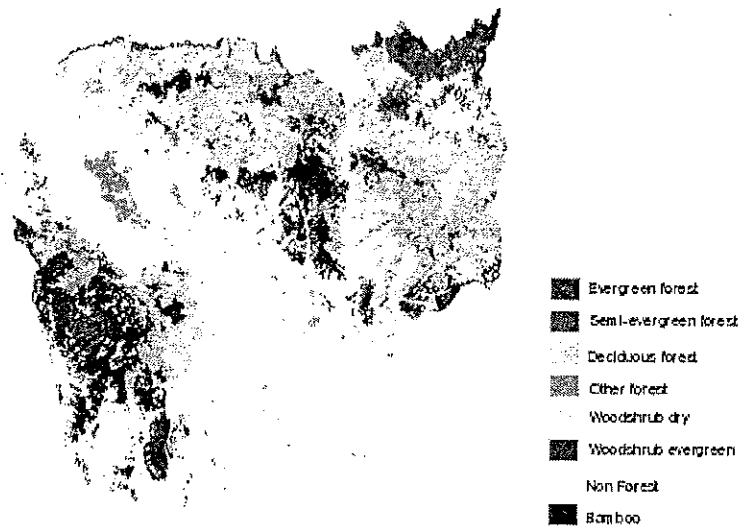 Evergreen forest
Semi-evergreen forest
Deciduous forest
Other forest
Woodshrub dry
Woodshrub evergreen
Non Forest
Bamboo